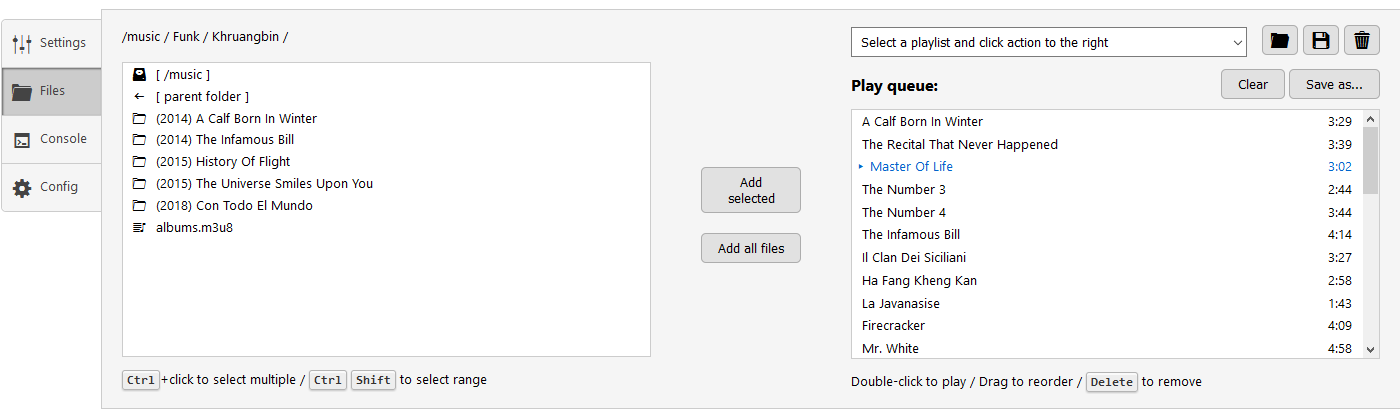 Settings
Files
Console
Config
/music / Funk / Khruangbin /
[ /music ]
[ parent folder ]
(2014) A Calf Born In Winter
(2014) The Infamous Bill
(2015) History Of Flight
(2015) The Universe Smiles Upon You
(2018) Con Todo El Mundo
albums.m3u8
Ctrl+click to select multiple / Ctrl Shift to select range
Add
selected
Add all files
Select a playlist and click action to the right
Play queue:
Clear
Save as...
A Calf Born In Winter 3:29
The Recital That Never Happened 3:39
‣ Master Of Life 3:02
The Number 3 2:44
The Number 4 3:44
The Infamous Bill 4:14
Il Clan Dei Siciliani 3:27
Ha Fang Kheng Kan 2:58
La Javanasise 1:43
Firecracker 4:09
Mr. White 4:58
Double-click to play / Drag to reorder / Delete to remove